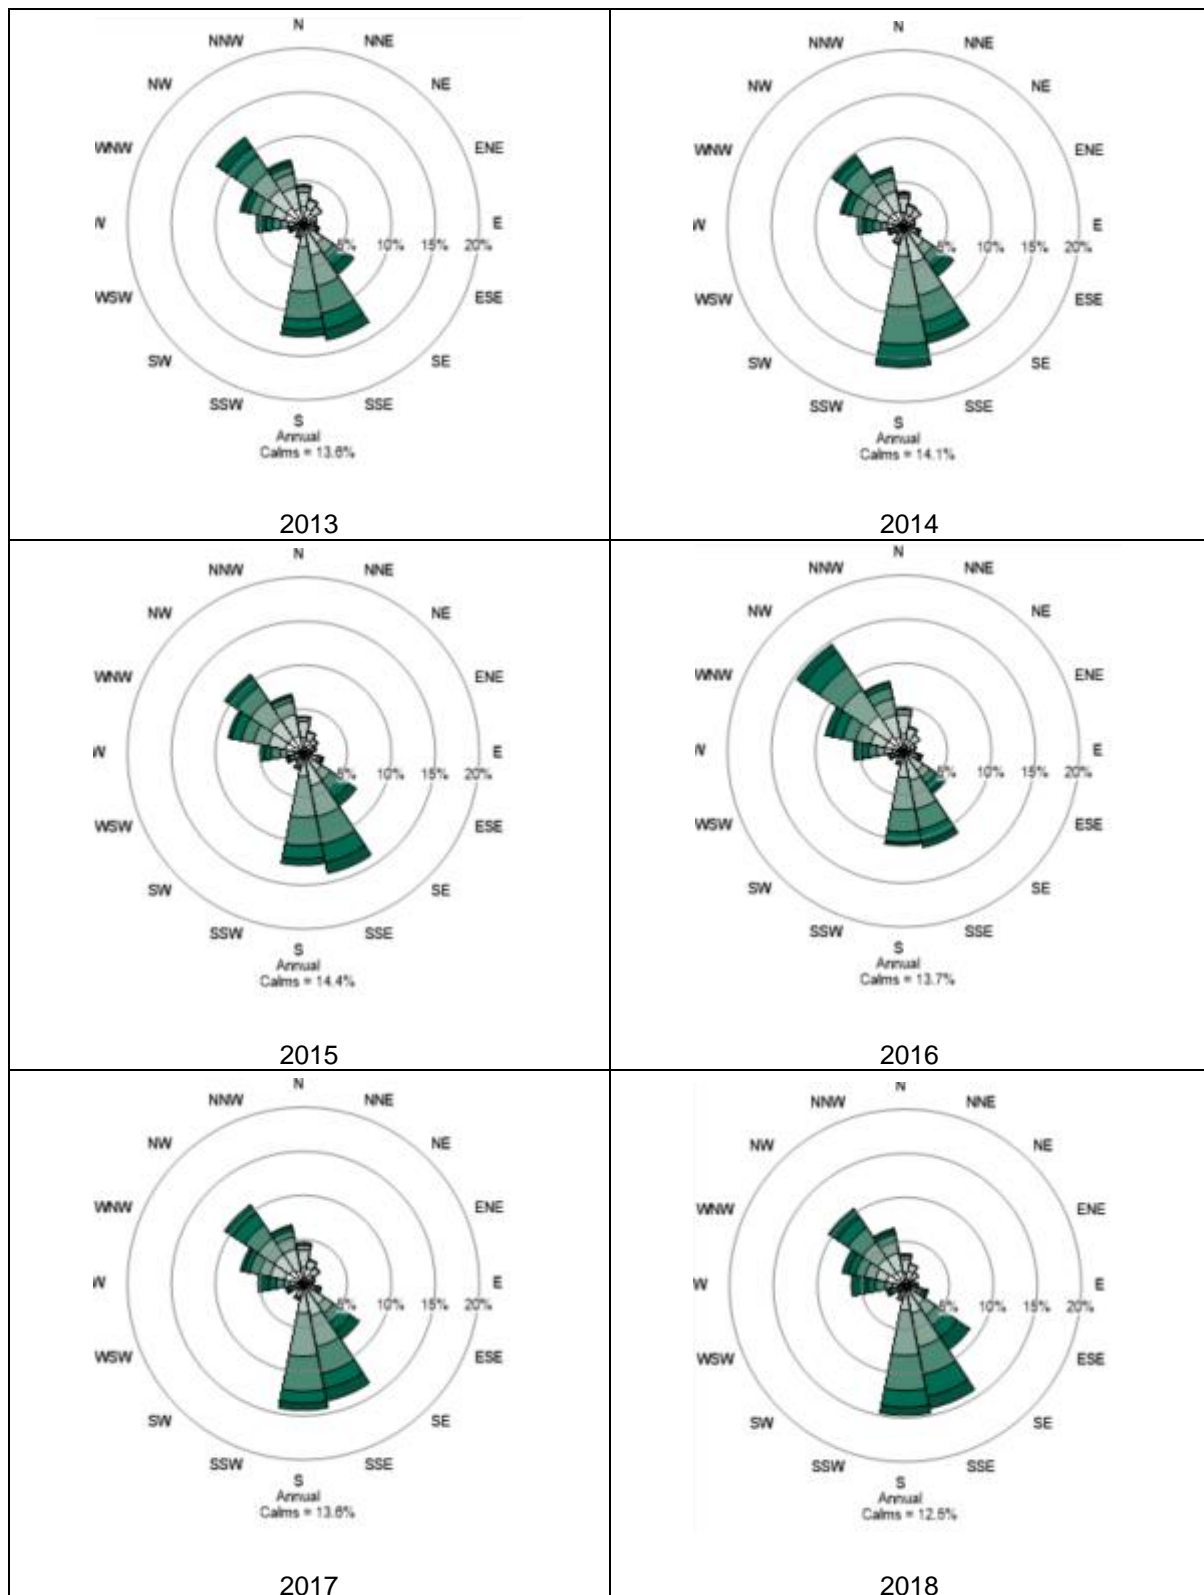 N
NNW NNE
NW NE
WNW ENE
W E
5% 10% 15% 20%
WSW ESE
SW SE
SSW SSE
S
Annual
Calms = 13.6%
2013
N
NNW NNE
NW NE
WNW ENE
W E
5% 10% 15% 20%
WSW ESE
SW SE
SSW SSE
S
Annual
Calms = 14.1%
2014
N
NNW NNE
NW NE
WNW ENE
W E
5% 10% 15% 20%
WSW ESE
SW SE
SSW SSE
S
Annual
Calms = 14.4%
2015
N
NNW NNE
NW NE
WNW ENE
W E
5% 10% 15% 20%
WSW ESE
SW SE
SSW SSE
S
Annual
Calms = 13.7%
2016
N
NNW NNE
NW NE
WNW ENE
W E
5% 10% 15% 20%
WSW ESE
SW SE
SSW SSE
S
Annual
Calms = 13.6%
2017
N
NNW NNE
NW NE
WNW ENE
W E
5% 10% 15% 20%
WSW ESE
SW SE
SSW SSE
S
Annual
Calms = 12.5%
2018